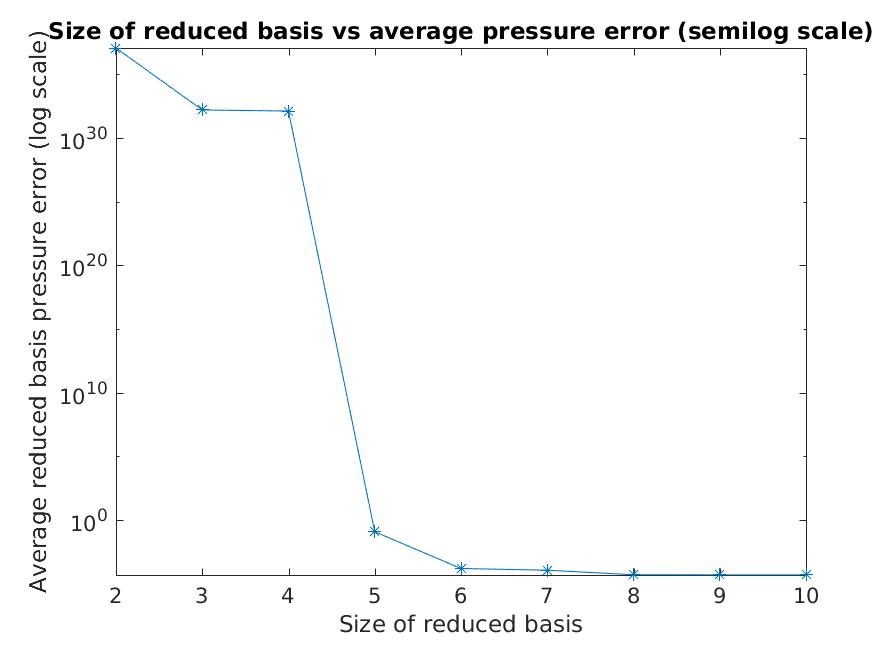 Size of reduced basis vs average pressure error (semilog scale)
Average reduced basis pressure error (log scale)
10^30
10^20
10^10
10^0
2 3 4 5 6 7 8 9 10
Size of reduced basis